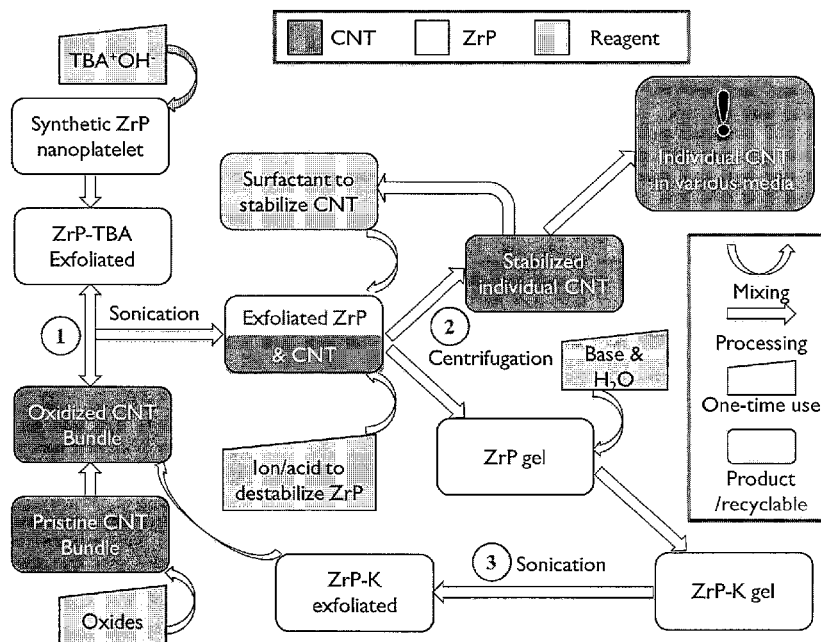 CNT
ZrP
Reagent
TBA⁺OH⁻
Synthetic ZrP
nanoplatelet
Surfactant to
stabilize CNT
!
Individual CNT
in various media
ZrP-TBA
Exfoliated
Stabilized
individual CNT
1
Sonication
Exfoliated ZrP
& CNT
2
Centrifugation
Base &
H₂O
Mixing
Processing
One-time use
Product
/recyclable
Oxidized CNT
Bundle
Ion/acid to
destabilize ZrP
ZrP gel
Pristine CNT
Bundle
ZrP-K
exfoliated
3
Sonication
ZrP-K gel
Oxides